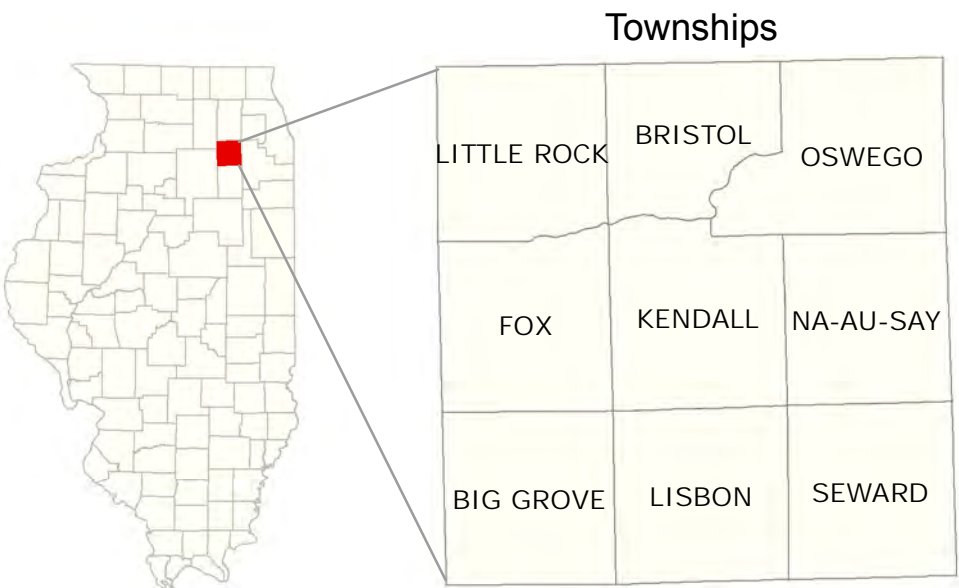 Townships
LITTLE ROCK
BRISTOL
OSWEGO
FOX
KENDALL
NA-AU-SAY
BIG GROVE
LISBON
SEWARD